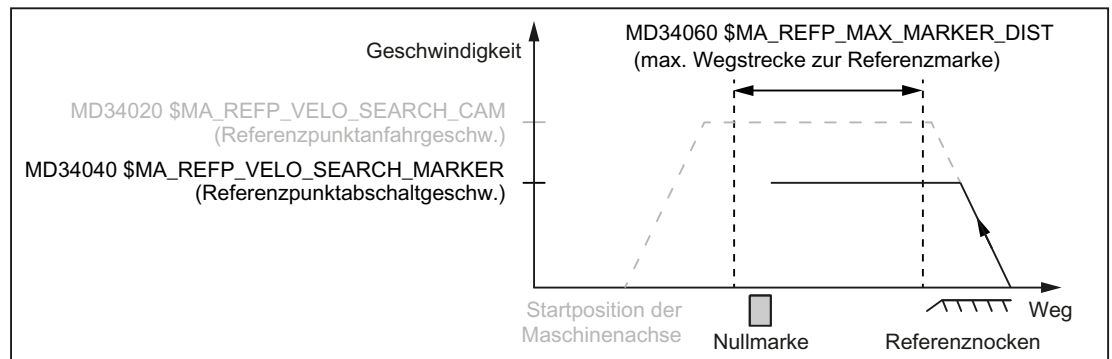 Geschwindigkeit
MD34060 $MA_REFP_MAX_MARKER_DIST
(max. Wegstrecke zur Referenzmarke)
MD34020 $MA_REFP_VELO_SEARCH_CAM
(Referenzpunktanfahrgeschw.)
MD34040 $MA_REFP_VELO_SEARCH_MARKER
(Referenzpunktabschaltgeschw.)
Startposition der
Maschinenachse
Nullmarke
Referenznocken
Weg